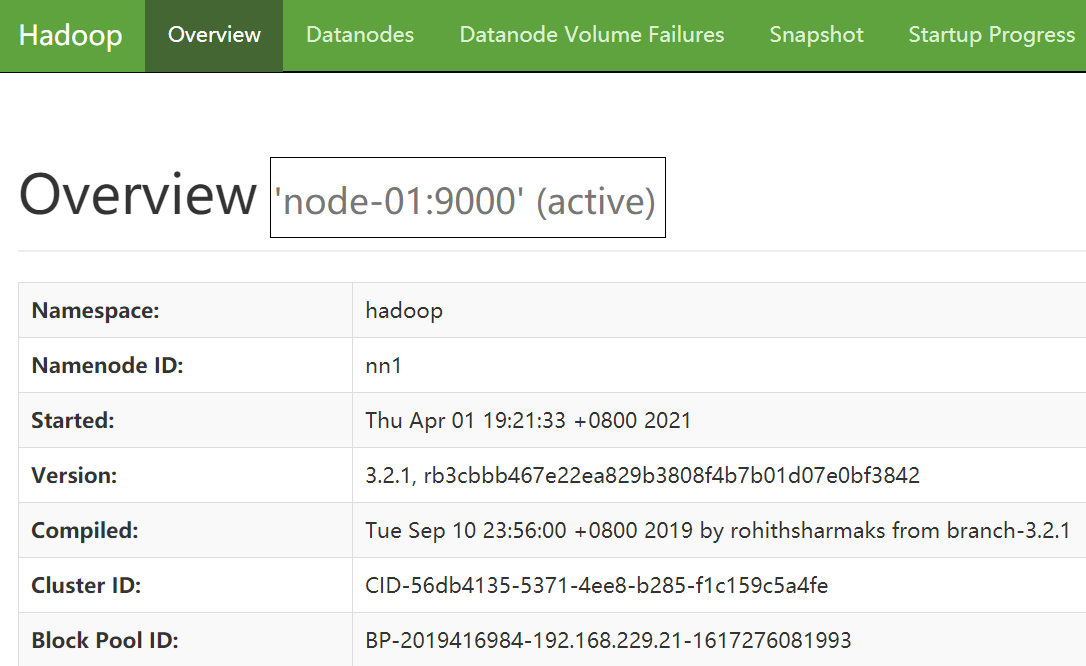 Hadoop Overview Datanodes Datanode Volume Failures Snapshot Startup Progress
Overview 'node-01:9000' (active)
Namespace: hadoop
Namenode ID: nn1
Started: Thu Apr 01 19:21:33 +0800 2021
Version: 3.2.1, rb3cbbb467e22ea829b3808f4b7b01d07e0bf3842
Compiled: Tue Sep 10 23:56:00 +0800 2019 by rohithsharmaks from branch-3.2.1
Cluster ID: CID-56db4135-5371-4ee8-b285-f1c159c5a4fe
Block Pool ID: BP-2019416984-192.168.229.21-1617276081993